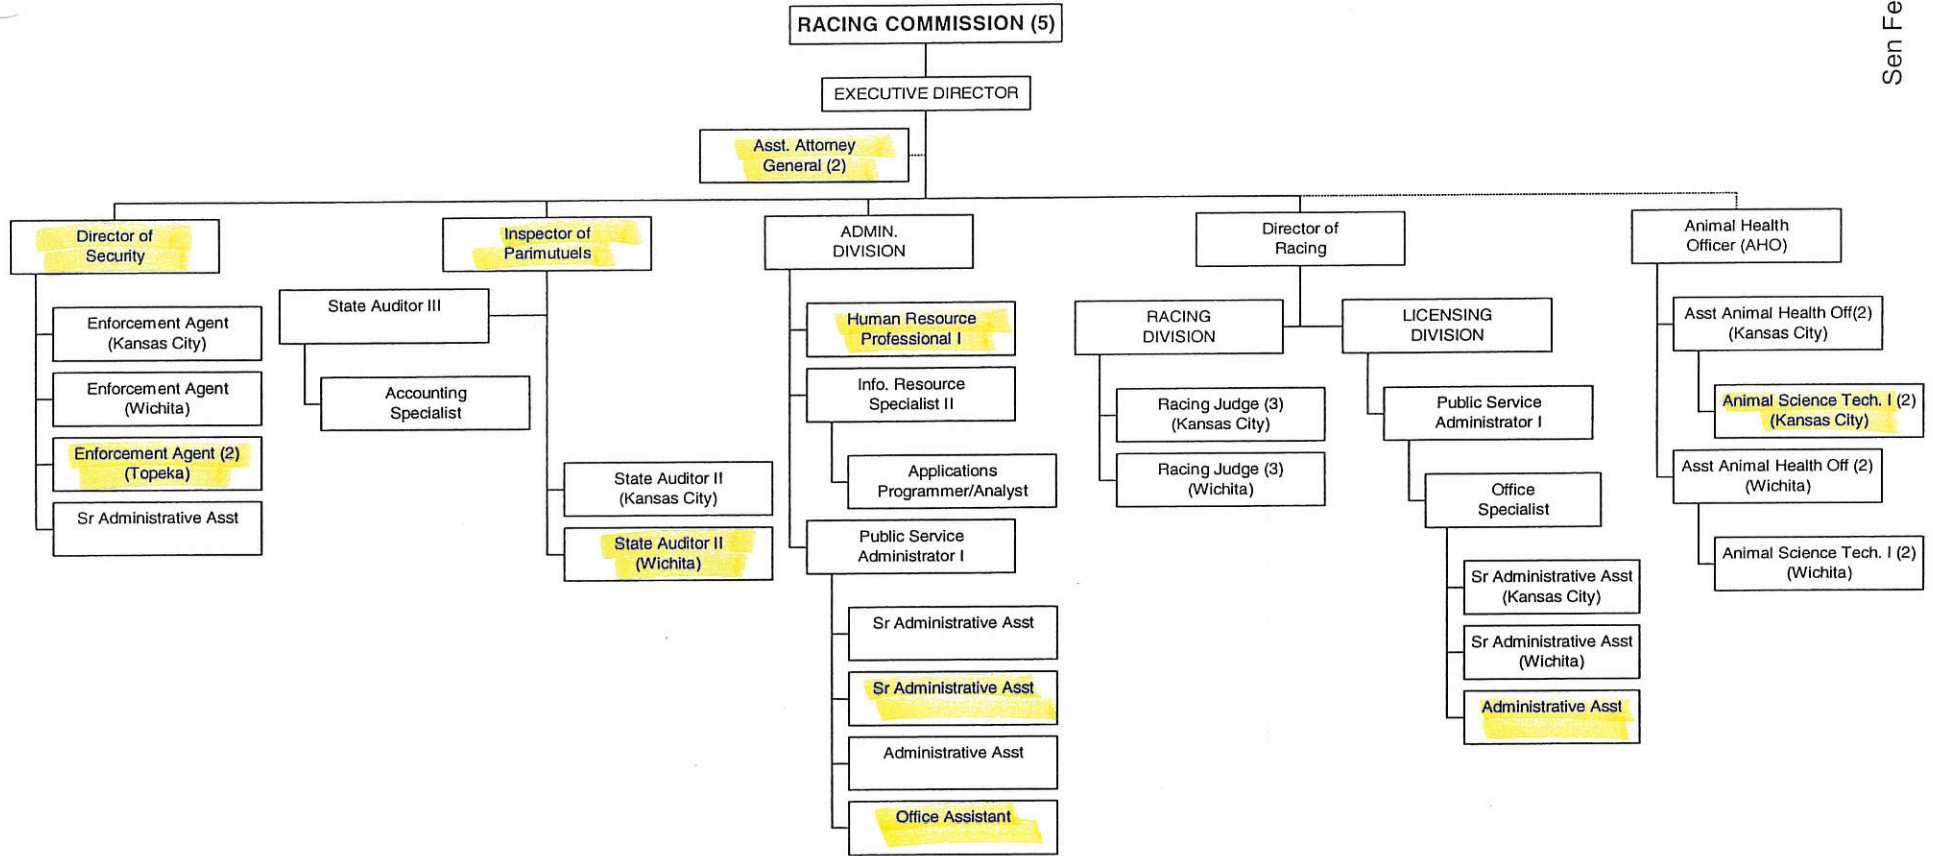 Sen Fe
RACING COMMISSION (5)
EXECUTIVE DIRECTOR
Asst. Attorney
General (2)
Director of
Security
Enforcement Agent
(Kansas City)
Enforcement Agent
(Wichita)
Enforcement Agent (2)
(Topeka)
Sr Administrative Asst
Inspector of
Parimutuels
State Auditor III
Accounting
Specialist
State Auditor II
(Kansas City)
State Auditor II
(Wichita)
ADMIN.
DIVISION
Human Resource
Professional I
Info. Resource
Specialist II
Applications
Programmer/Analyst
Public Service
Administrator I
Sr Administrative Asst
Sr Administrative Asst
Administrative Asst
Office Assistant
Director of
Racing
RACING
DIVISION
Racing Judge (3)
(Kansas City)
Racing Judge (3)
(Wichita)
LICENSING
DIVISION
Public Service
Administrator I
Office
Specialist
Sr Administrative Asst
(Kansas City)
Sr Administrative Asst
(Wichita)
Administrative Asst
Animal Health
Officer (AHO)
Asst Animal Health Off(2)
(Kansas City)
Animal Science Tech. I (2)
(Kansas City)
Asst Animal Health Off (2)
(Wichita)
Animal Science Tech. I (2)
(Wichita)